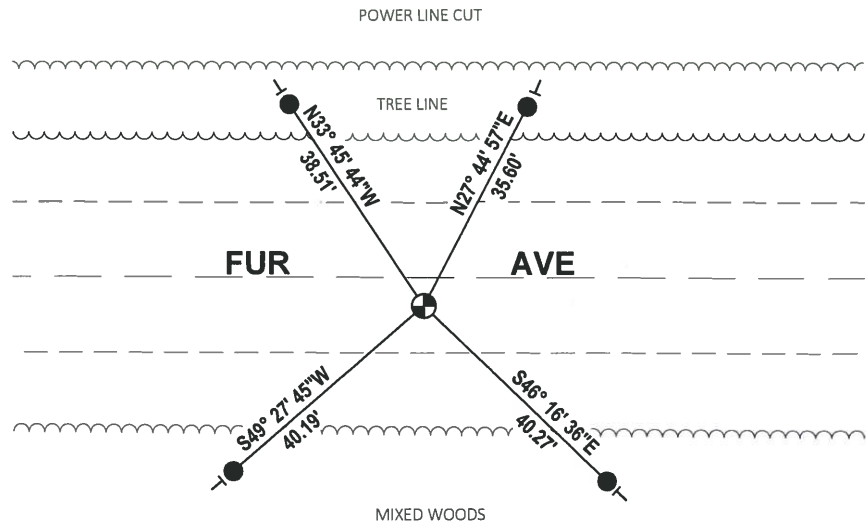 POWER LINE CUT
TREE LINE
N33° 45' 44"W
38.51'
N27° 44' 57"E
35.60'
FUR AVE
S49° 27' 45"W
40.19'
S46° 16' 36"E
40.27'
MIXED WOODS